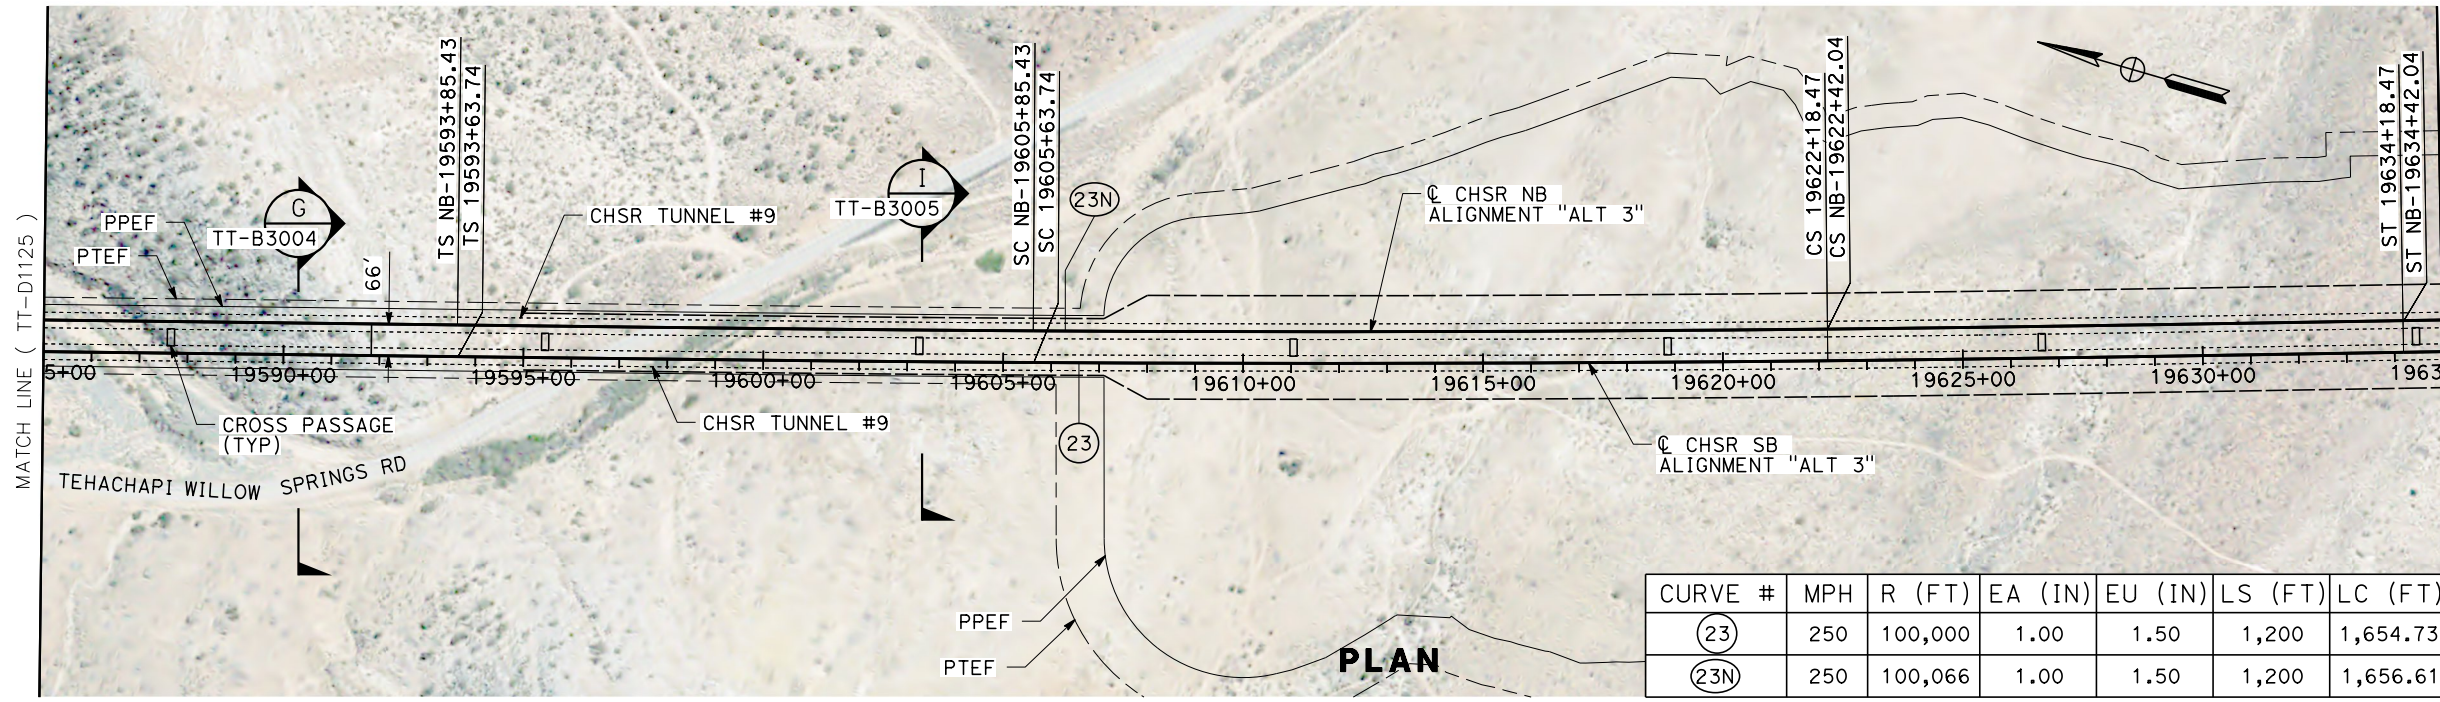 MATCH LINE ( TT-D1125 )
PPEF
PTEF
G
TT-B3004
66'
TS NB-19593+85.43
TS 19593+63.74
CHSR TUNNEL #9
I
TT-B3005
SC NB-19605+85.43
SC 19605+63.74
23N
℄ CHSR NB
ALIGNMENT "ALT 3"
CS 19622+18.47
CS NB-19622+42.04
ST 19634+18.47
ST NB-19634+42.04
5+00
19590+00
19595+00
19600+00
19605+00
19610+00
19615+00
19620+00
19625+00
19630+00
1963
CROSS PASSAGE
(TYP)
CHSR TUNNEL #9
23
℄ CHSR SB
ALIGNMENT "ALT 3"
TEHACHAPI WILLOW SPRINGS RD
PPEF
PTEF
PLAN
CURVE # MPH R (FT) EA (IN) EU (IN) LS (FT) LC (FT)
23 250 100,000 1.00 1.50 1,200 1,654.73
23N 250 100,066 1.00 1.50 1,200 1,656.61